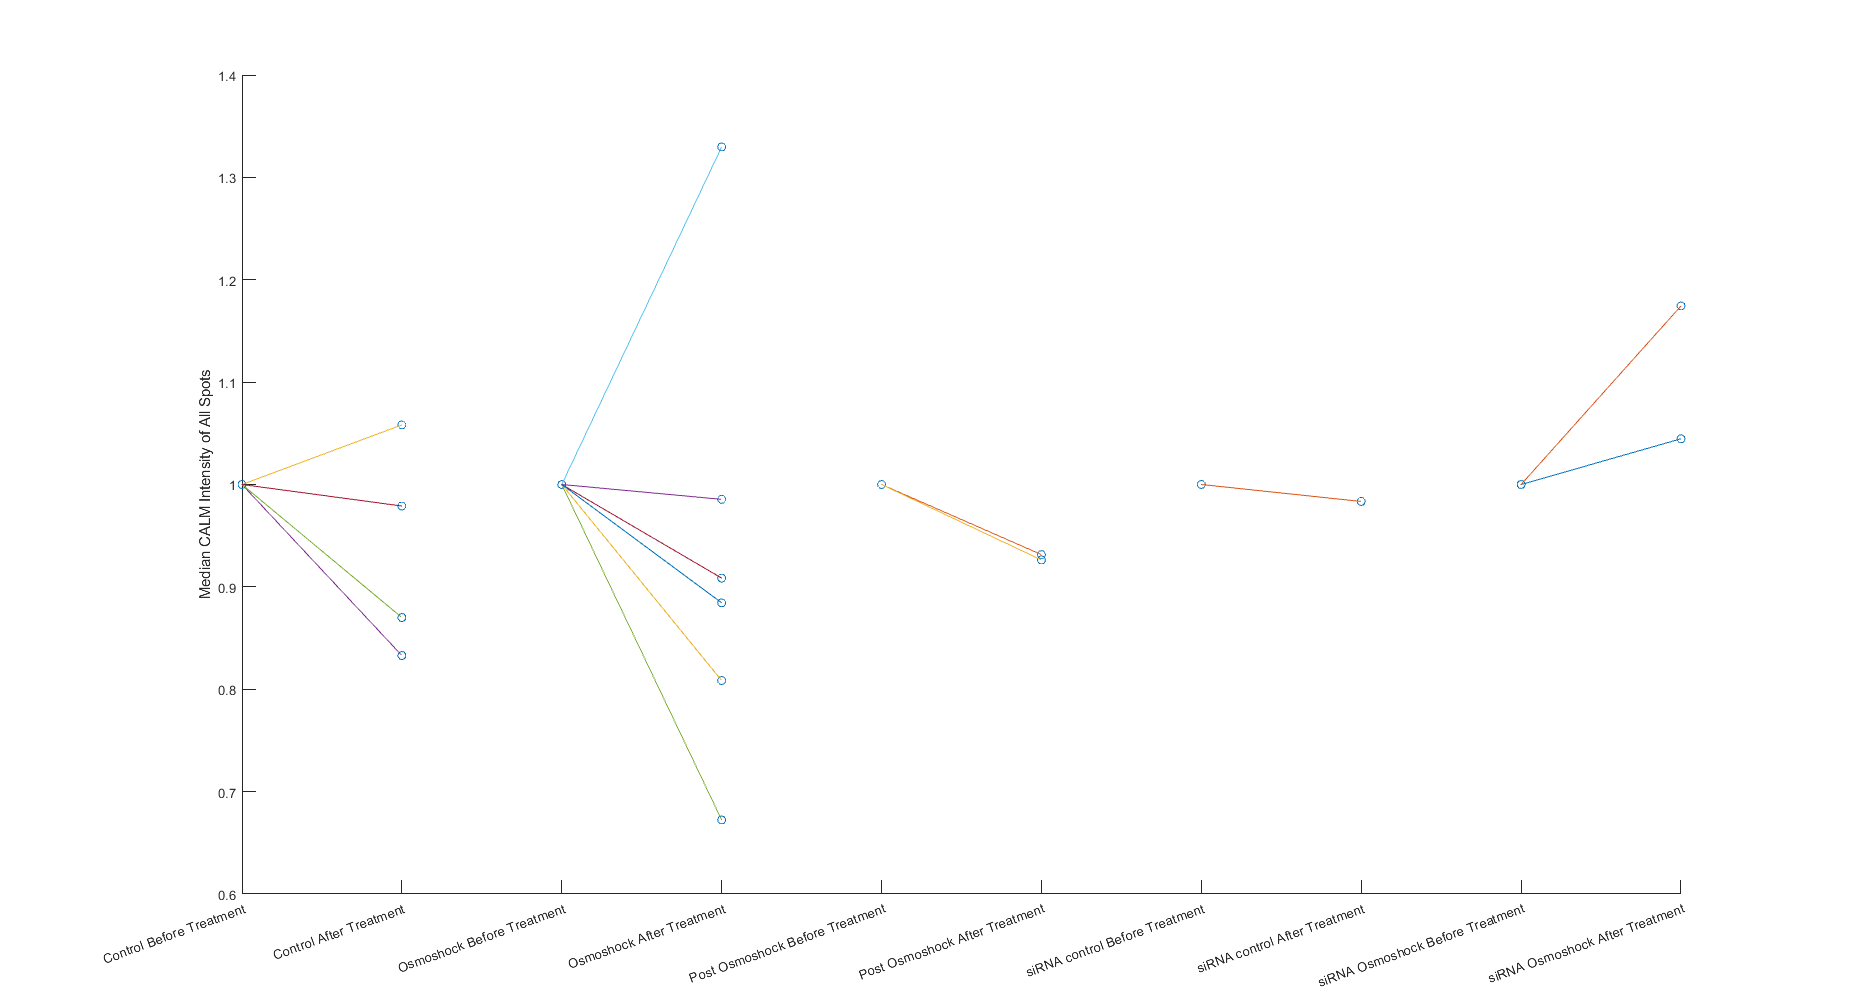 1.4
1.3
1.2
1.1
1
0.9
0.8
0.7
0.6
Median CALM Intensity of All Spots
Control Before Treatment
Control After Treatment
Osmoshock Before Treatment
Osmoshock After Treatment
Post Osmoshock Before Treatment
Post Osmoshock After Treatment
siRNA control Before Treatment
siRNA control After Treatment
siRNA Osmoshock Before Treatment
siRNA Osmoshock After Treatment